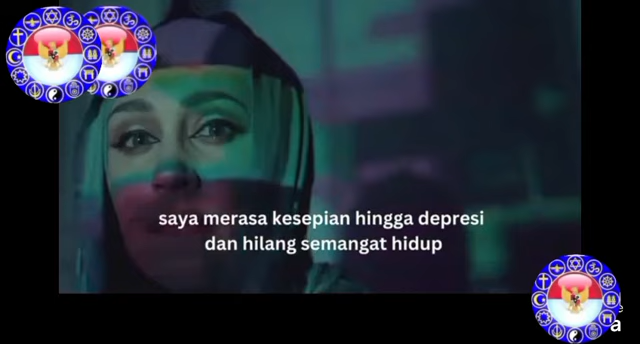 saya merasa kesepian hingga depresi
dan hilang semangat hidup
e
a